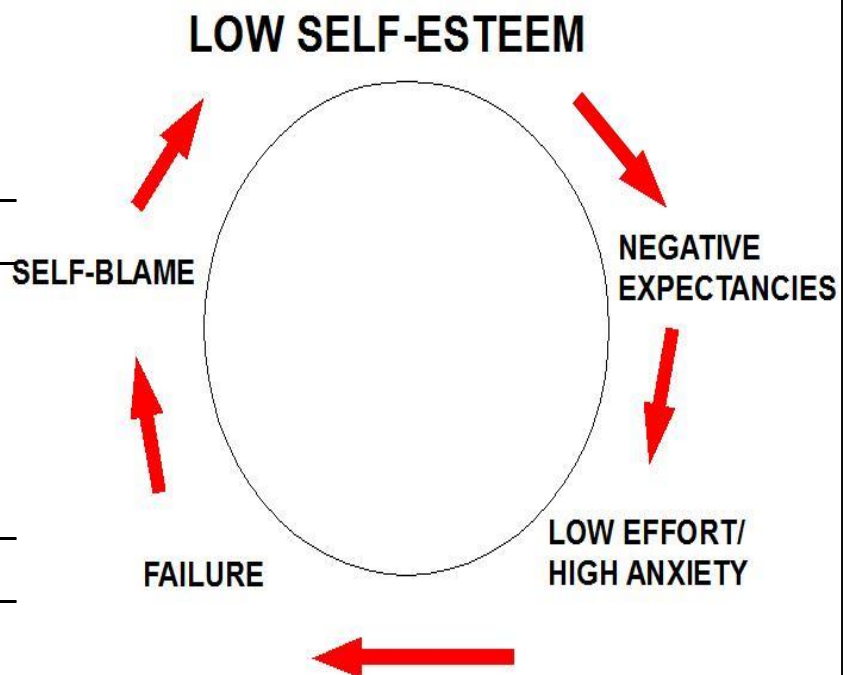 LOW SELF-ESTEEM
NEGATIVE
EXPECTANCIES
LOW EFFORT/
HIGH ANXIETY
FAILURE
SELF-BLAME